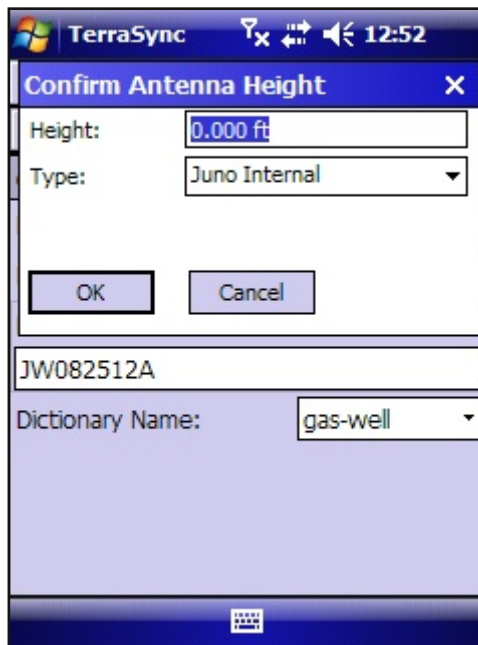 TerraSync 12:52
Confirm Antenna Height
Height: 0.000 ft
Type: Juno Internal
OK Cancel
JW082512A
Dictionary Name: gas-well